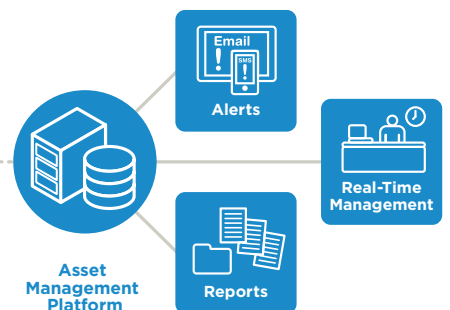 Email
!
SMS
!
Alerts
Real-Time
Management
Asset
Management
Platform
Reports